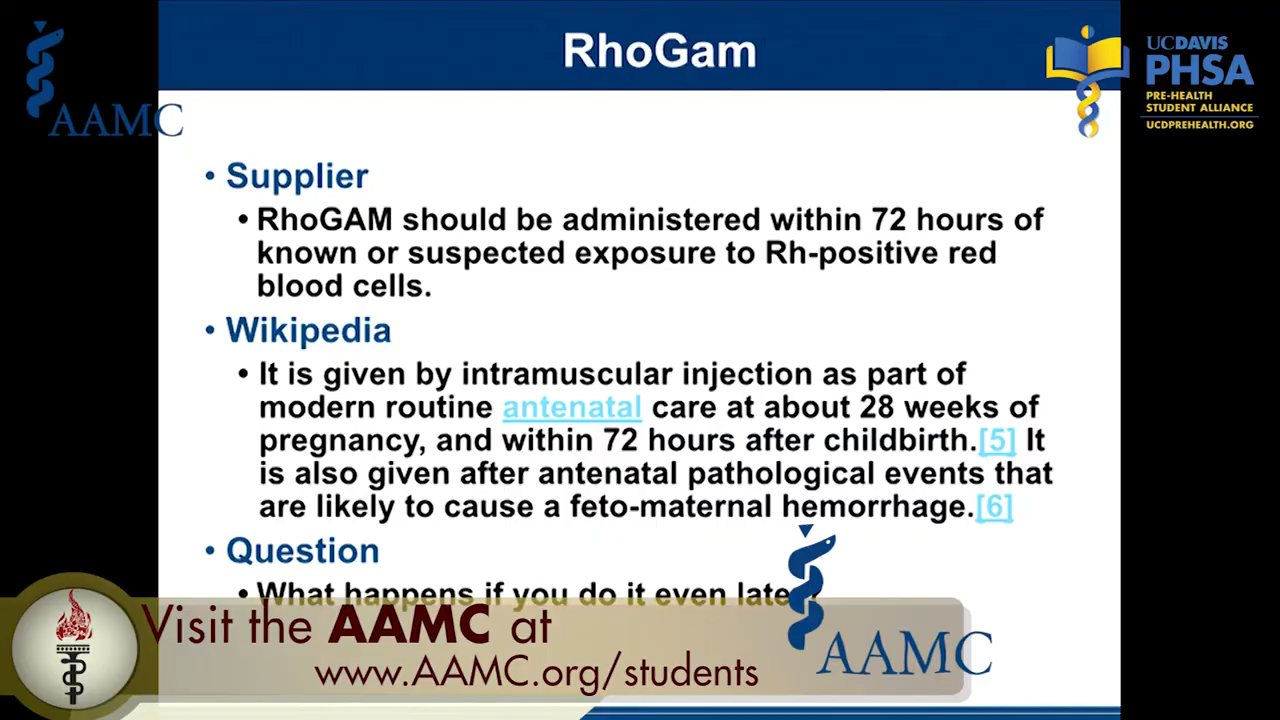 RhoGam
AAMC
UCDAVIS
PHSA
PRE-HEALTH
STUDENT ALLIANCE
UCDPREHEALTH.ORG
• Supplier
• RhoGAM should be administered within 72 hours of
known or suspected exposure to Rh-positive red
blood cells.
• Wikipedia
• It is given by intramuscular injection as part of
modern routine antenatal care at about 28 weeks of
pregnancy, and within 72 hours after childbirth.[5] It
is also given after antenatal pathological events that
are likely to cause a feto-maternal hemorrhage.[6]
• Question
• What happens if you do it even later?
Visit the AAMC at
www.AAMC.org/students
AAMC